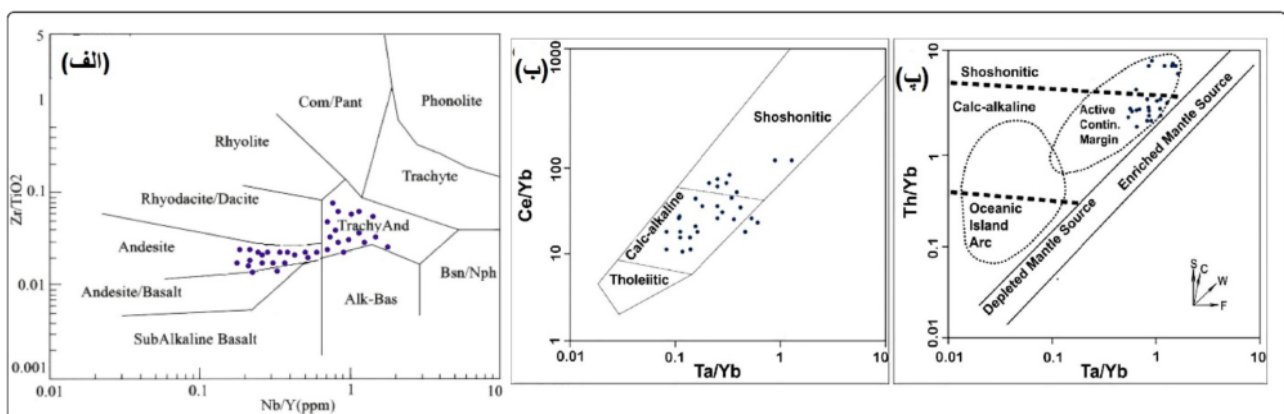 (الف)
5
1
0.1
0.01
0.001
Zr/TiO2
0.01
0.1
1
10
Nb/Y(ppm)
Com/Pant
Phonolite
Rhyolite
Trachyte
Rhyodacite/Dacite
TrachyAnd
Andesite
Bsn/Nph
Andesite/Basalt
Alk-Bas
SubAlkaline Basalt
(ب)
1000
100
10
1
Ce/Yb
0.01
0.1
1
10
Ta/Yb
Shoshonitic
Calc-alkaline
Tholeiitic
10
1
0.1
0.01
Th/Yb
0.01
0.1
1
10
Ta/Yb
Shoshonitic
Calc-alkaline
Active
Contin.
Margin
Oceanic
Island
Arc
Depleted Mantle Source
Enriched Mantle Source
S
C
W
F